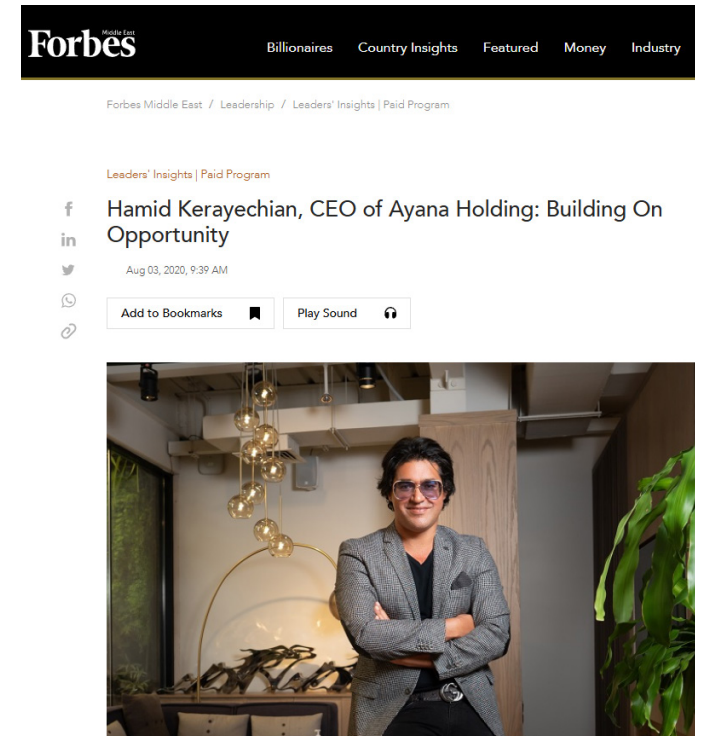 Forbes
Middle East
Billionaires Country Insights Featured Money Industry
Forbes Middle East / Leadership / Leaders' Insights | Paid Program
Leaders' Insights | Paid Program
Hamid Kerayechian, CEO of Ayana Holding: Building On
Opportunity
Aug 03, 2020, 9:39 AM
Add to Bookmarks Play Sound